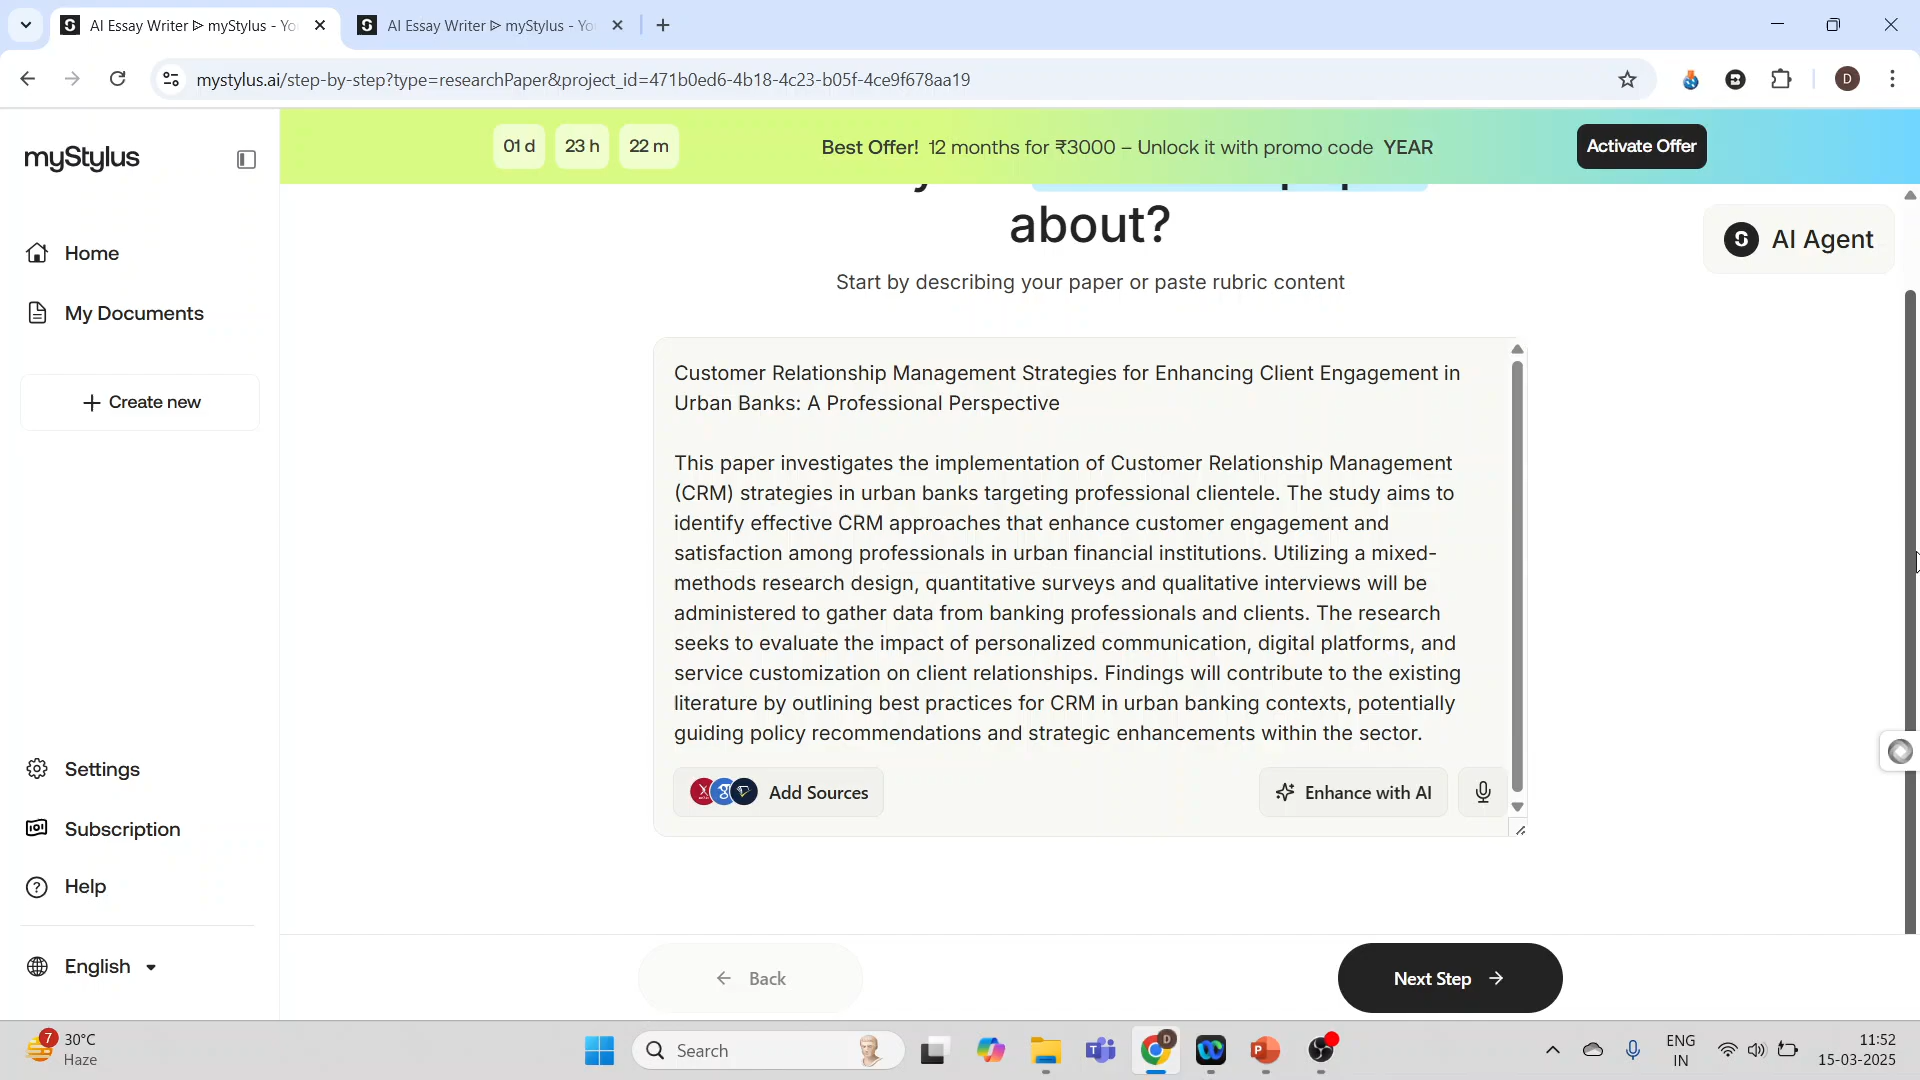 AI Essay Writer ᐅ myStylus - Yo
AI Essay Writer ᐅ myStylus - Yo
mystylus.ai/step-by-step?type=researchPaper&project_id=471b0ed6-4b18-4c23-b05f-4ce9f678aa19
D
myStylus
01 d
23 h
22 m
Best Offer! 12 months for ₹3000 – Unlock it with promo code YEAR
Activate Offer
about?
AI Agent
Start by describing your paper or paste rubric content
Home
My Documents
Create new
Customer Relationship Management Strategies for Enhancing Client Engagement in
Urban Banks: A Professional Perspective
This paper investigates the implementation of Customer Relationship Management
(CRM) strategies in urban banks targeting professional clientele. The study aims to
identify effective CRM approaches that enhance customer engagement and
satisfaction among professionals in urban financial institutions. Utilizing a mixed-
methods research design, quantitative surveys and qualitative interviews will be
administered to gather data from banking professionals and clients. The research
seeks to evaluate the impact of personalized communication, digital platforms, and
service customization on client relationships. Findings will contribute to the existing
literature by outlining best practices for CRM in urban banking contexts, potentially
guiding policy recommendations and strategic enhancements within the sector.
Add Sources
Enhance with AI
Settings
Subscription
Help
English
Back
Next Step
7
30°C
Haze
Search
D
ENG
IN
11:52
15-03-2025